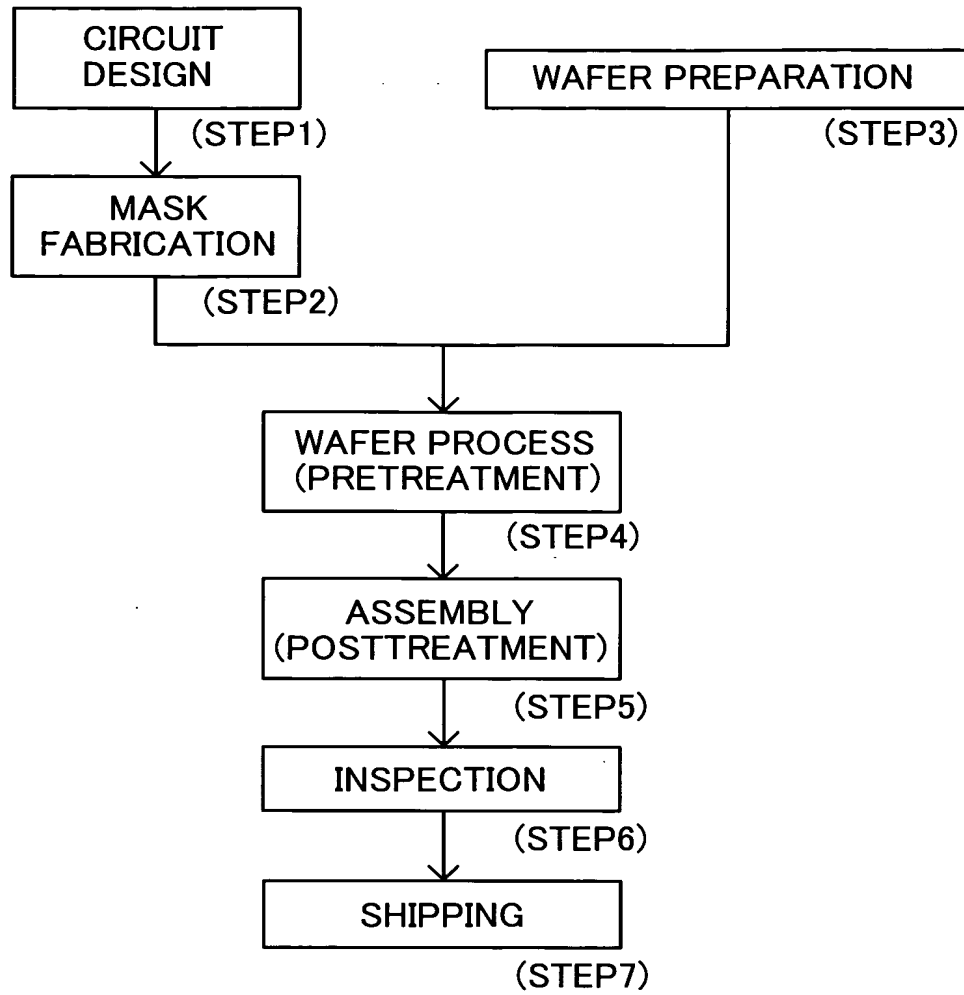 CIRCUIT
DESIGN
(STEP1)
MASK
FABRICATION
(STEP2)
WAFER PREPARATION
(STEP3)
WAFER PROCESS
(PRETREATMENT)
(STEP4)
ASSEMBLY
(POSTTREATMENT)
(STEP5)
INSPECTION
(STEP6)
SHIPPING
(STEP7)